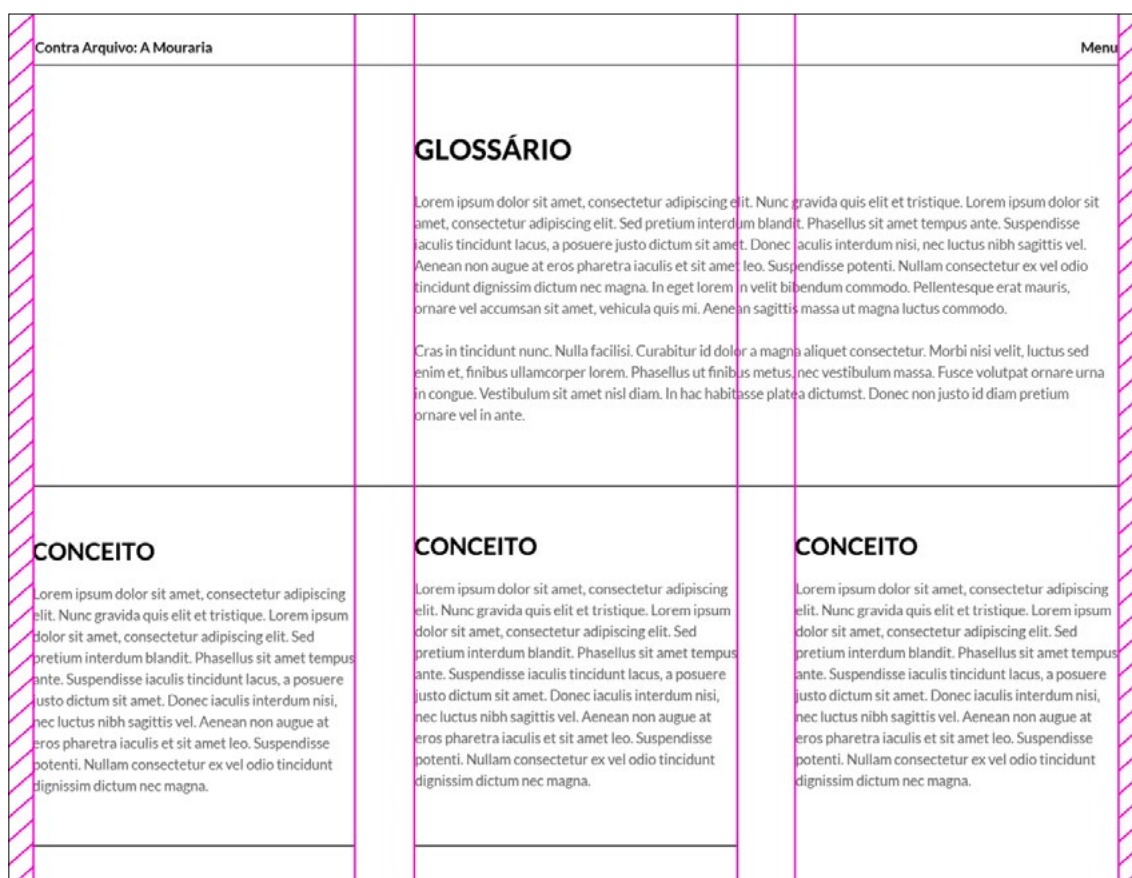 Contra Arquivo: A Mouraria
Menu
GLOSSÁRIO
Lorem ipsum dolor sit amet, consectetur adipiscing elit. Nunc gravida quis elit et tristique. Lorem ipsum dolor sit
amet, consectetur adipiscing elit. Sed pretium interdum blandit. Phasellus sit amet tempus ante. Suspendisse
iaculis tincidunt lacus, a posuere justo dictum sit amet. Donec iaculis interdum nisi, nec luctus nibh sagittis vel.
Aenean non augue at eros pharetra iaculis et sit amet leo. Suspendisse potenti. Nullam consectetur ex vel odio
tincidunt dignissim dictum nec magna. In eget lorem in velit bibendum commodo. Pellentesque erat mauris,
ornare vel accumsan sit amet, vehicula quis mi. Aenean sagittis massa ut magna luctus commodo.
Cras in tincidunt nunc. Nulla facilisi. Curabitur id dolor a magna aliquet consectetur. Morbi nisi velit, luctus sed
enim et, finibus ullamcorper lorem. Phasellus ut finibus metus, nec vestibulum massa. Fusce volutpat ornare urna
in congue. Vestibulum sit amet nisl diam. In hac habitasse platea dictumst. Donec non justo id diam pretium
ornare vel in ante.
CONCEITO
Lorem ipsum dolor sit amet, consectetur adipiscing
elit. Nunc gravida quis elit et tristique. Lorem ipsum
dolor sit amet, consectetur adipiscing elit. Sed
pretium interdum blandit. Phasellus sit amet tempus
ante. Suspendisse iaculis tincidunt lacus, a posuere
justo dictum sit amet. Donec iaculis interdum nisi,
nec luctus nibh sagittis vel. Aenean non augue at
eros pharetra iaculis et sit amet leo. Suspendisse
potenti. Nullam consectetur ex vel odio tincidunt
dignissim dictum nec magna.
CONCEITO
Lorem ipsum dolor sit amet, consectetur adipiscing
elit. Nunc gravida quis elit et tristique. Lorem ipsum
dolor sit amet, consectetur adipiscing elit. Sed
pretium interdum blandit. Phasellus sit amet tempus
ante. Suspendisse iaculis tincidunt lacus, a posuere
justo dictum sit amet. Donec iaculis interdum nisi,
nec luctus nibh sagittis vel. Aenean non augue at
eros pharetra iaculis et sit amet leo. Suspendisse
potenti. Nullam consectetur ex vel odio tincidunt
dignissim dictum nec magna.
CONCEITO
Lorem ipsum dolor sit amet, consectetur adipiscing
elit. Nunc gravida quis elit et tristique. Lorem ipsum
dolor sit amet, consectetur adipiscing elit. Sed
pretium interdum blandit. Phasellus sit amet tempus
ante. Suspendisse iaculis tincidunt lacus, a posuere
justo dictum sit amet. Donec iaculis interdum nisi,
nec luctus nibh sagittis vel. Aenean non augue at
eros pharetra iaculis et sit amet leo. Suspendisse
potenti. Nullam consectetur ex vel odio tincidunt
dignissim dictum nec magna.